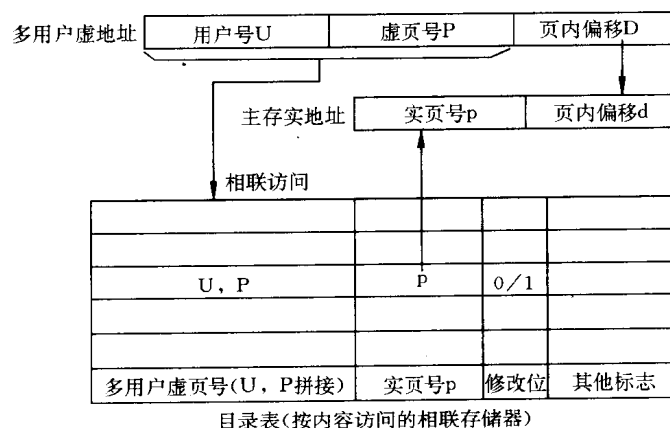 多用户虚地址 用户号U 虚页号P 页内偏移D
主存实地址 实页号p 页内偏移d
相联访问
U，P p 0/1
多用户虚页号(U，P拼接) 实页号p 修改位 其他标志
目录表(按内容访问的相联存储器)